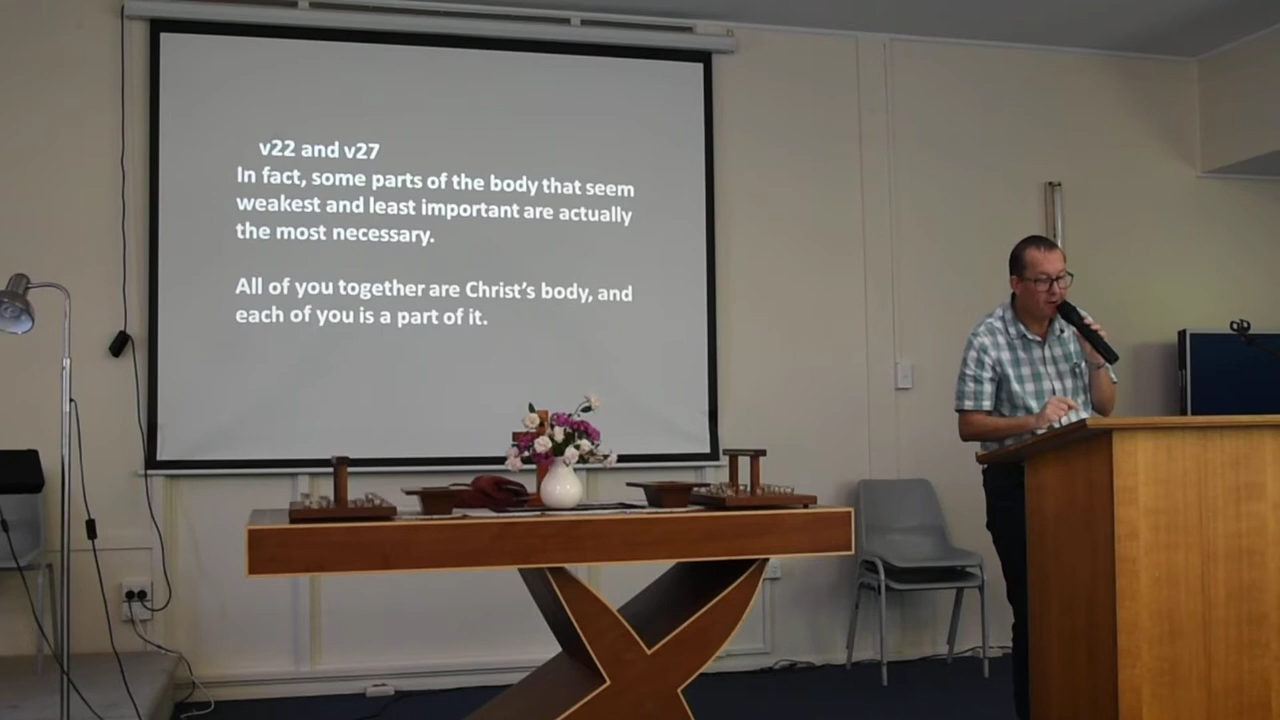 v22 and v27
In fact, some parts of the body that seem
weakest and least important are actually
the most necessary.
All of you together are Christ's body, and
each of you is a part of it.